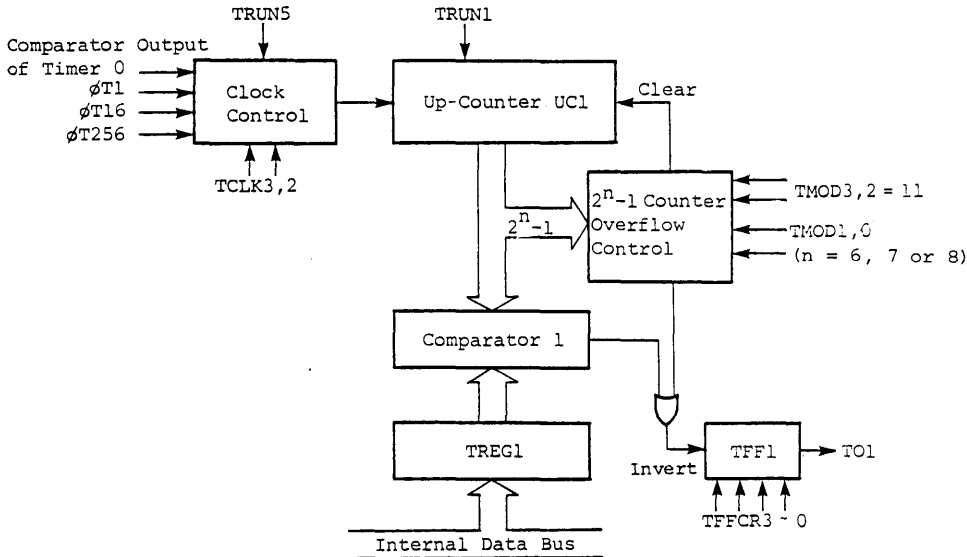 TRUN5
TRUN1
Comparator Output
of Timer 0
øT1
øT16
øT256
Clock
Control
Up-Counter UC1
Clear
TCLK3,2
2^n-1
2^n-1 Counter
Overflow
Control
TMOD3,2 = 11
TMOD1,0
(n = 6, 7 or 8)
Comparator 1
TREG1
Invert
TFF1
TO1
TFFCR3 ~ 0
Internal Data Bus